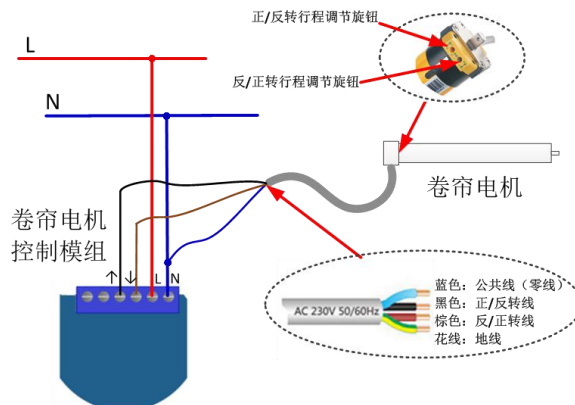 正/反转行程调节旋钮
L
反/正转行程调节旋钮
N
卷帘电机
卷帘电机
控制模组
↑ ↓ L N
AC 230V 50/60Hz
蓝色：公共线（零线）
黑色：正/反转线
棕色：反/正转线
花线：地线